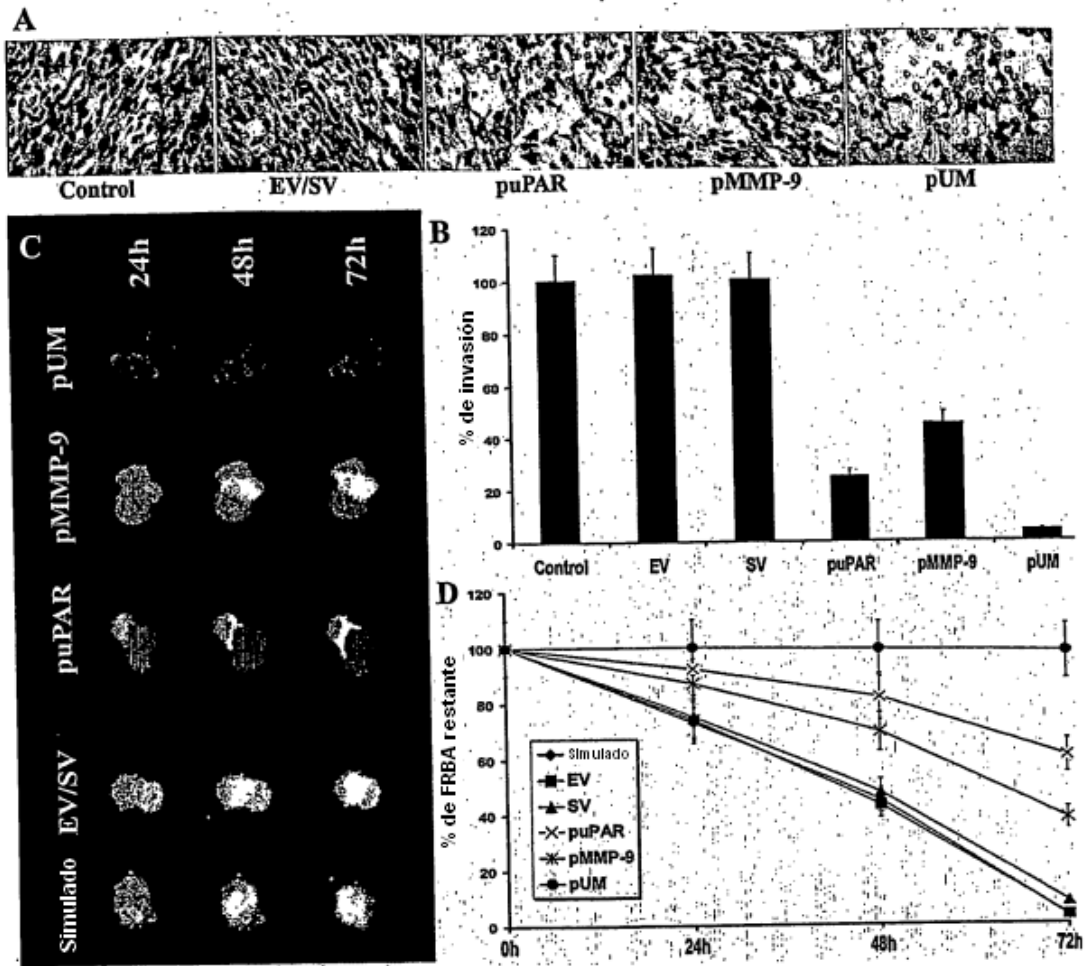 A
Control EV/SV puPAR pMMP-9 pUM
C
24h 48h 72h
pUM
pMMP-9
puPAR
EV/SV
Simulado
B
% de invasión
120
100
80
60
40
20
0
Control EV SV puPAR pMMP-9 pUM
D
% de FRBA restante
120
100
80
60
40
20
0
Simulado
EV
SV
puPAR
pMMP-9
pUM
0h 24h 48h 72h